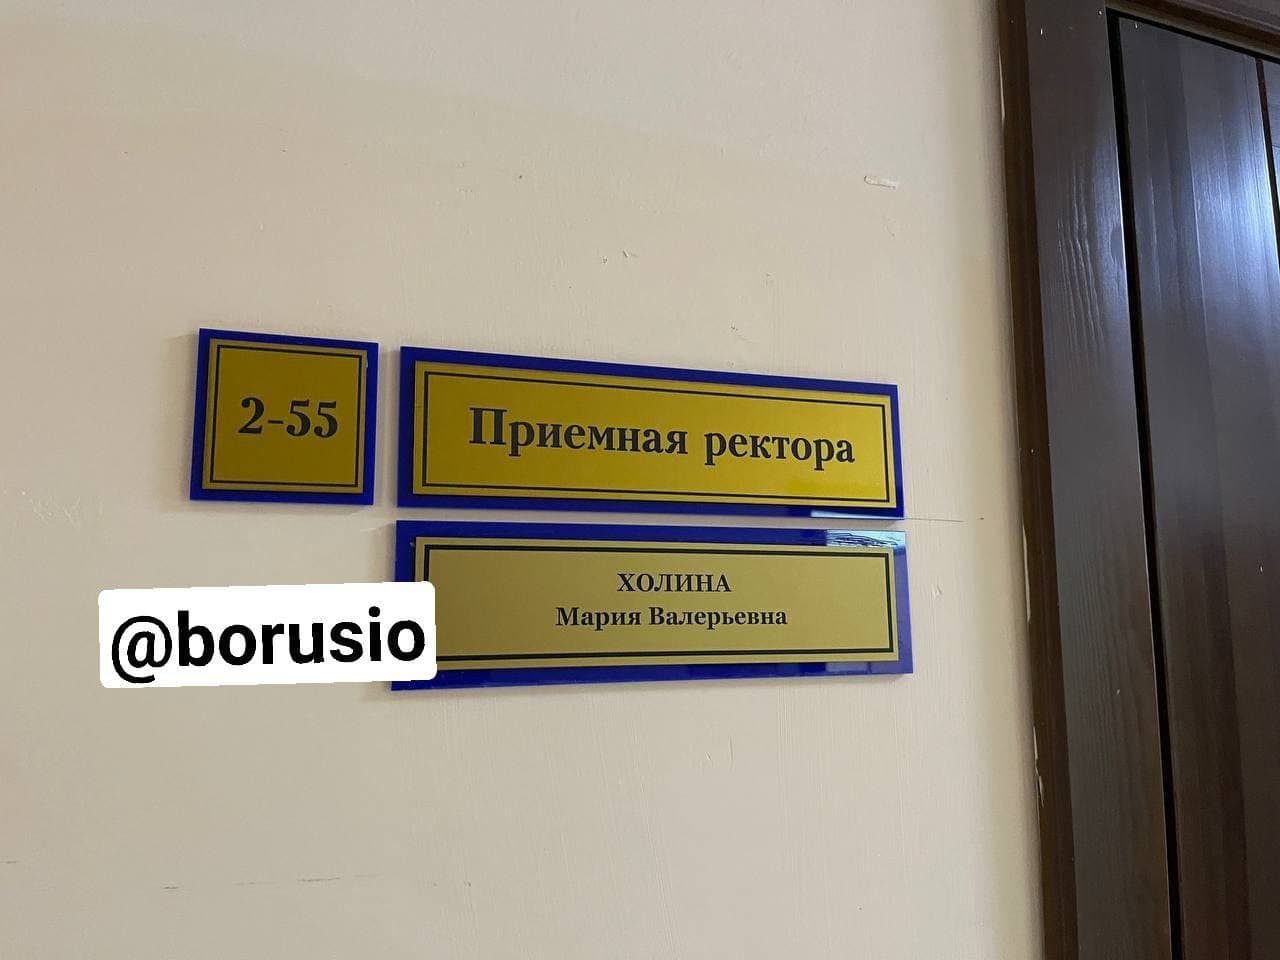 2-55
Приемная ректора
ХОЛИНА
Мария Валерьевна
@borusio